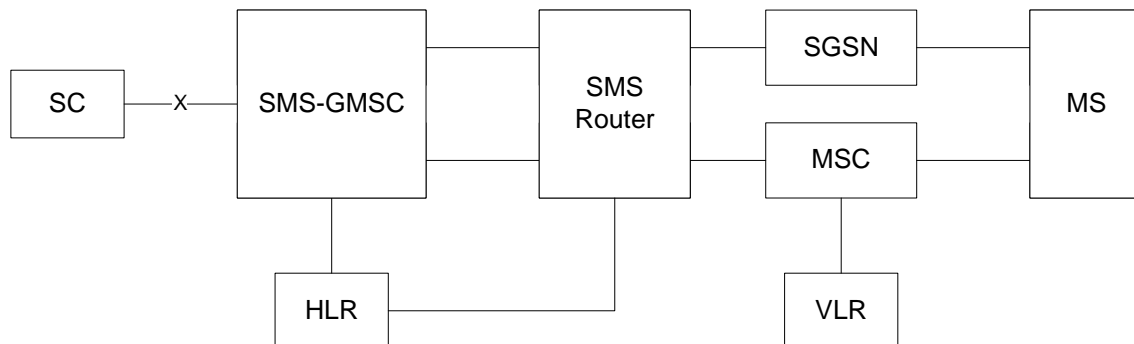 SC
X
SMS-GMSC
SMS
Router
SGSN
MSC
MS
HLR
VLR